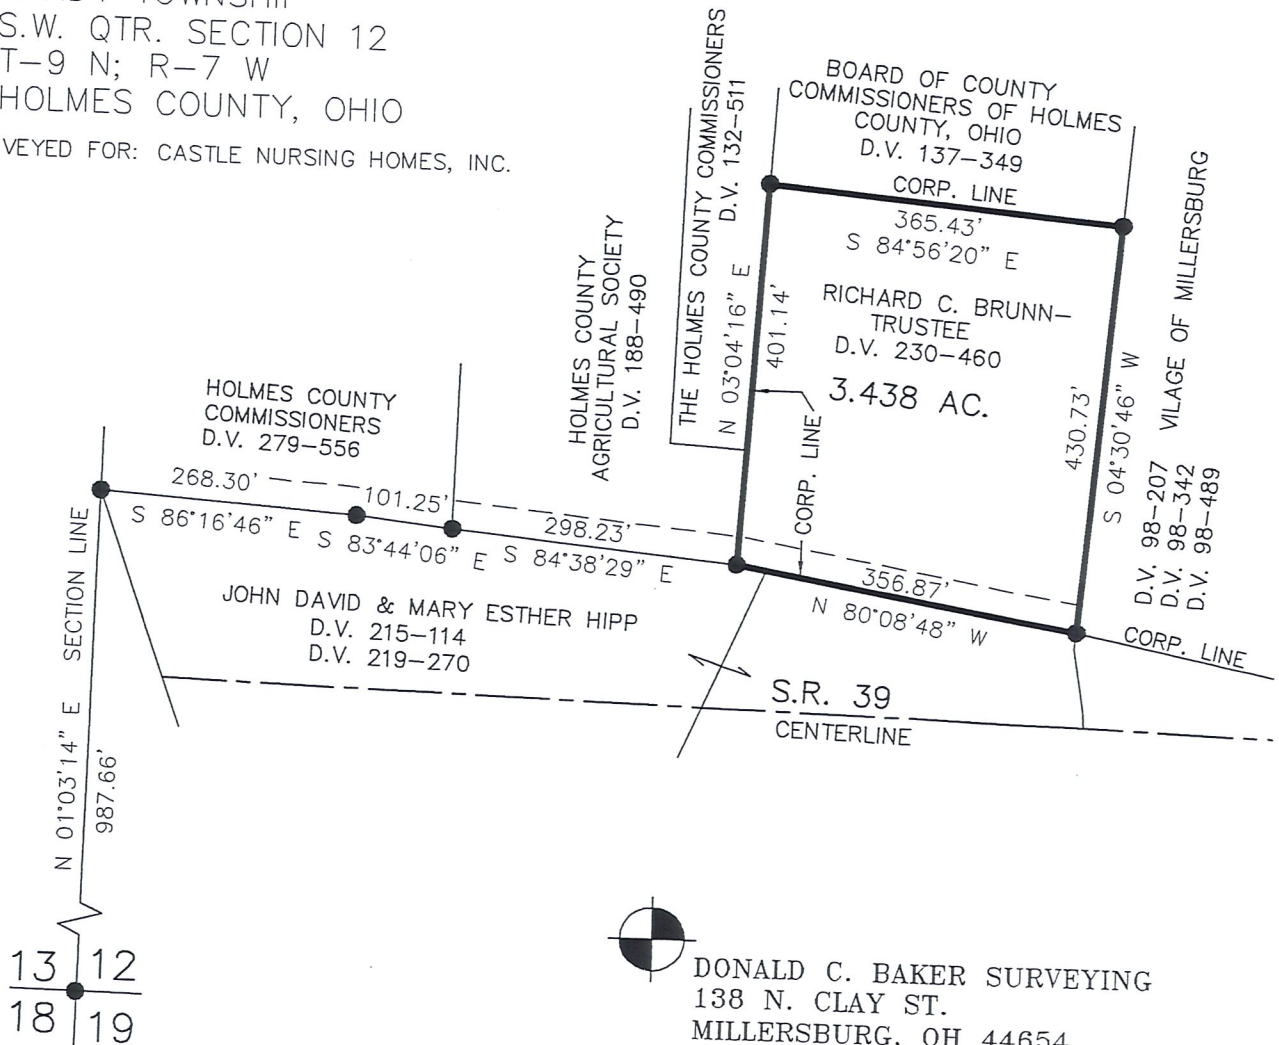 S.W. QTR. SECTION 12
T-9 N; R-7 W
HOLMES COUNTY, OHIO
VEYED FOR: CASTLE NURSING HOMES, INC.
BOARD OF COUNTY
COMMISSIONERS OF HOLMES
COUNTY, OHIO
D.V. 137-349
CORP. LINE
365.43'
S 84°56'20" E
THE HOLMES COUNTY COMMISSIONERS
D.V. 132-511
N 03°04'16" E
401.14'
RICHARD C. BRUNN-
TRUSTEE
D.V. 230-460
3.438 AC.
CORP. LINE
430.73'
S 04°30'46" W
VILAGE OF MILLERSBURG
D.V. 98-207
D.V. 98-342
D.V. 98-489
HOLMES COUNTY
AGRICULTURAL SOCIETY
D.V. 188-490
HOLMES COUNTY
COMMISSIONERS
D.V. 279-556
268.30'
S 86°16'46" E
101.25'
S 83°44'06" E
298.23'
S 84°38'29" E
356.87'
N 80°08'48" W
CORP. LINE
JOHN DAVID & MARY ESTHER HIPP
D.V. 215-114
D.V. 219-270
S.R. 39
CENTERLINE
N 01°03'14" E SECTION LINE
987.66'
13 12
18 19
DONALD C. BAKER SURVEYING
138 N. CLAY ST.
MILLERSBURG, OH 44654